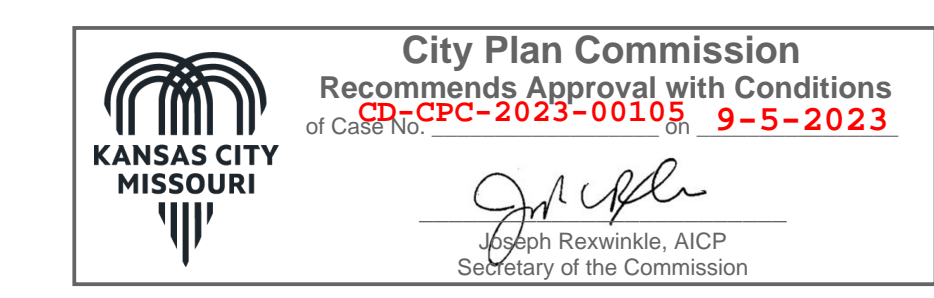 City Plan Commission
Recommends Approval with Conditions
of Case No. CD-CPC-2023-00105 on 9-5-2023
KANSAS CITY
MISSOURI
Joseph Rexwinkle, AICP
Secretary of the Commission